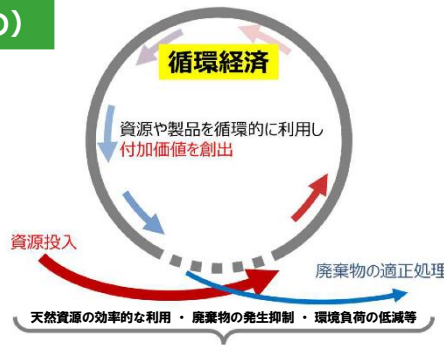 )
循環経済
資源や製品を循環的に利用し
付加価値を創出
資源投入
廃棄物の適正処理
天然資源の効率的な利用 ・ 廃棄物の発生抑制 ・ 環境負荷の低減等